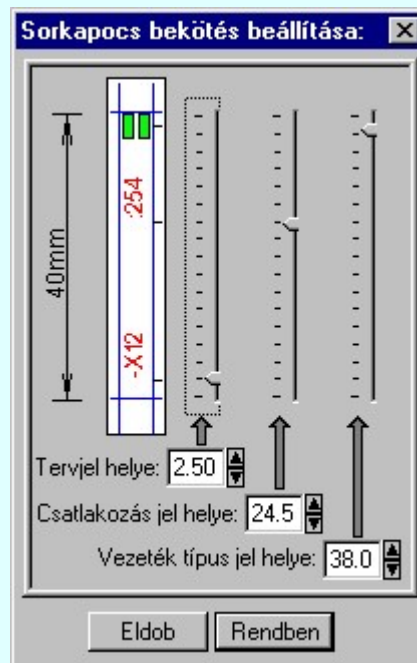 Sorkapocs bekötés beállítása:
40mm
:254
-X12
Tervjel helye: 2.50
Csatlakozás jel helye: 24.5
Vezeték típus jel helye: 38.0
Eldob Rendben